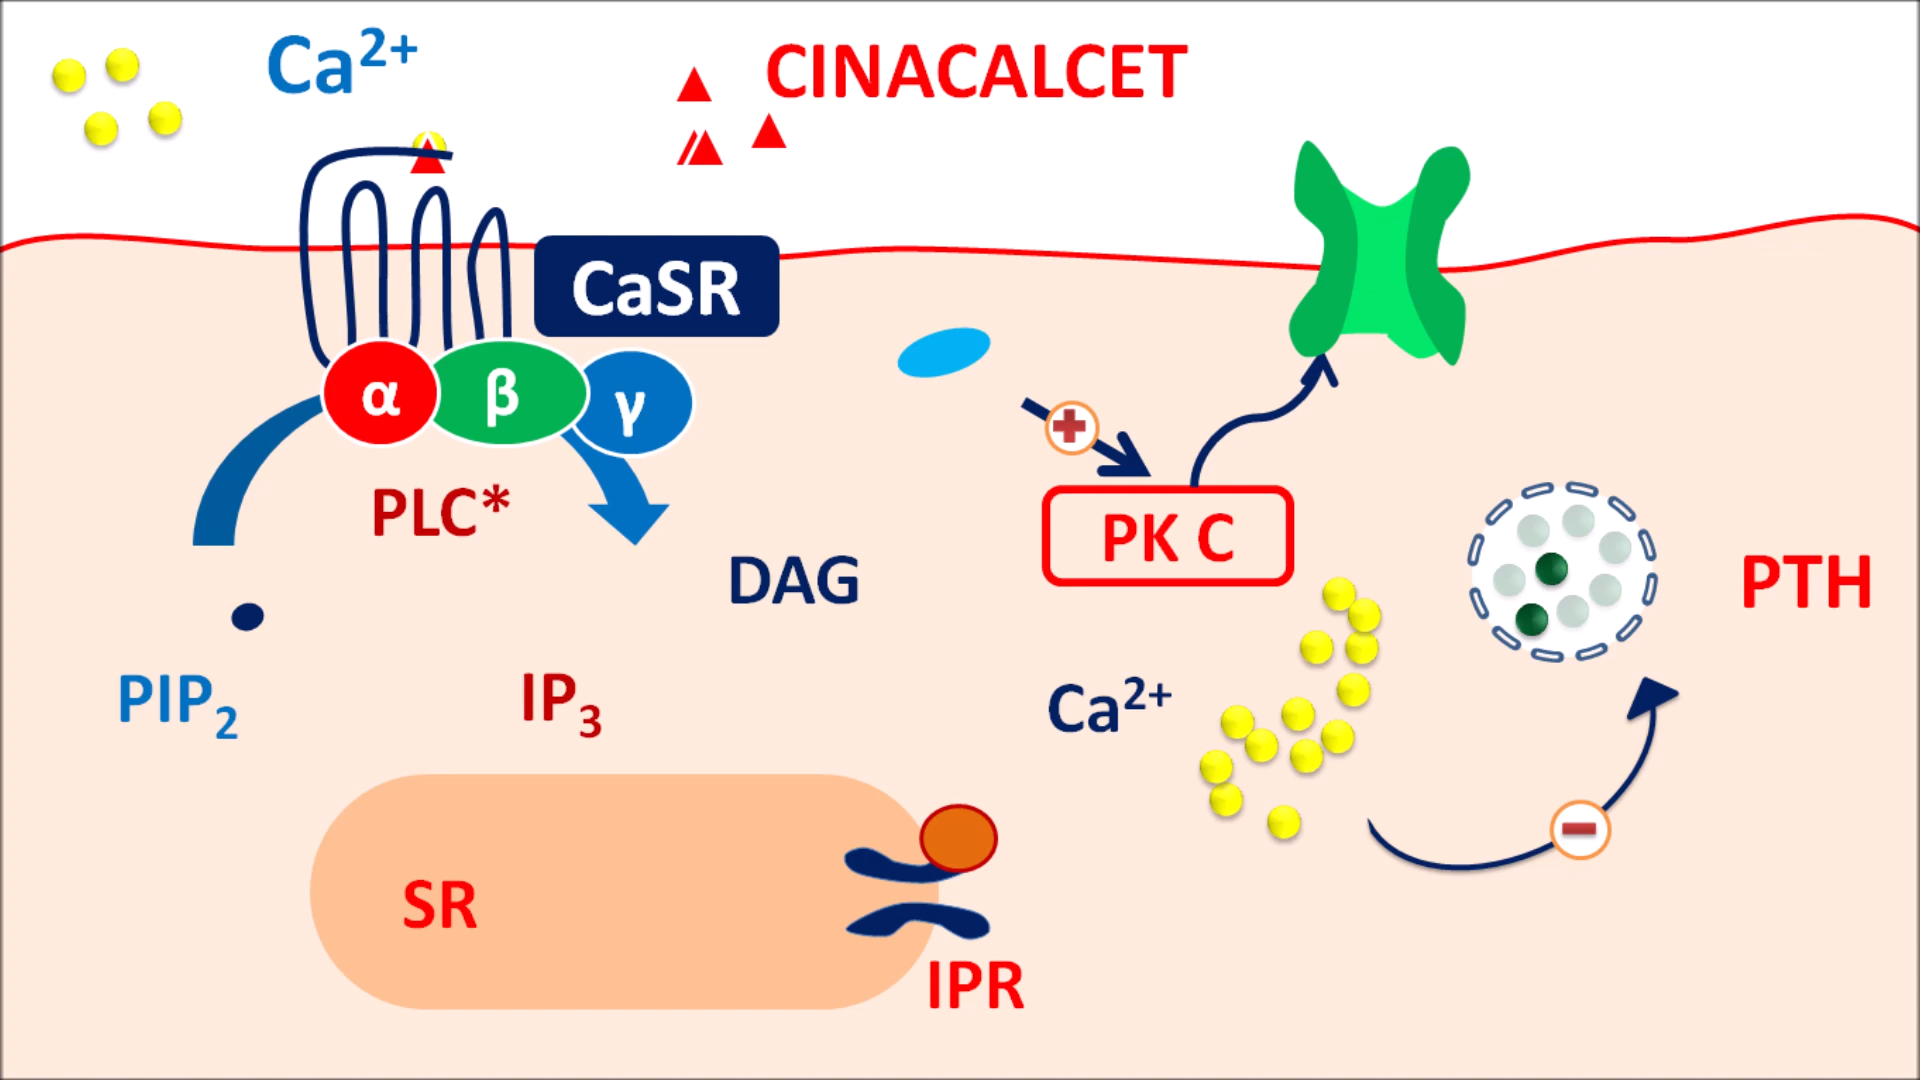 Ca²⁺
CINACALCET
CaSR
α
β
γ
PLC*
DAG
PK C
PTH
PIP₂
IP₃
Ca²⁺
SR
IPR